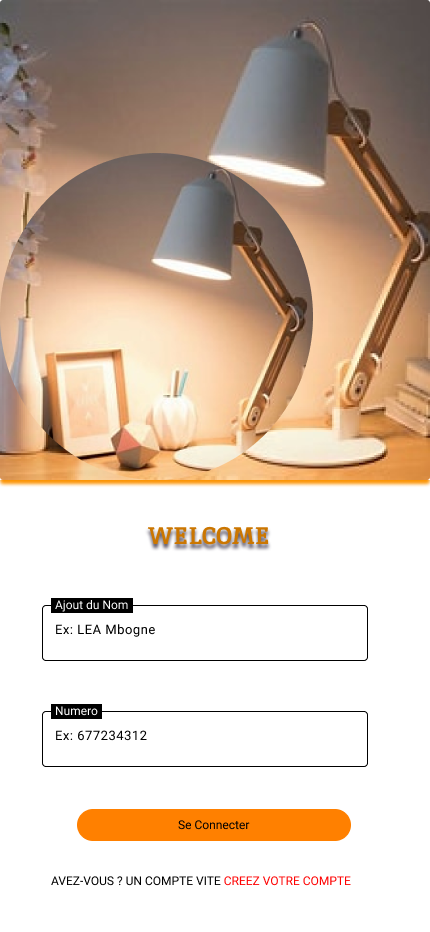 WELCOME
Ajout du Nom
Ex: LEA Mbogne
Numero
Ex: 677234312
Se Connecter
AVEZ-VOUS ? UN COMPTE VITE CREEZ VOTRE COMPTE